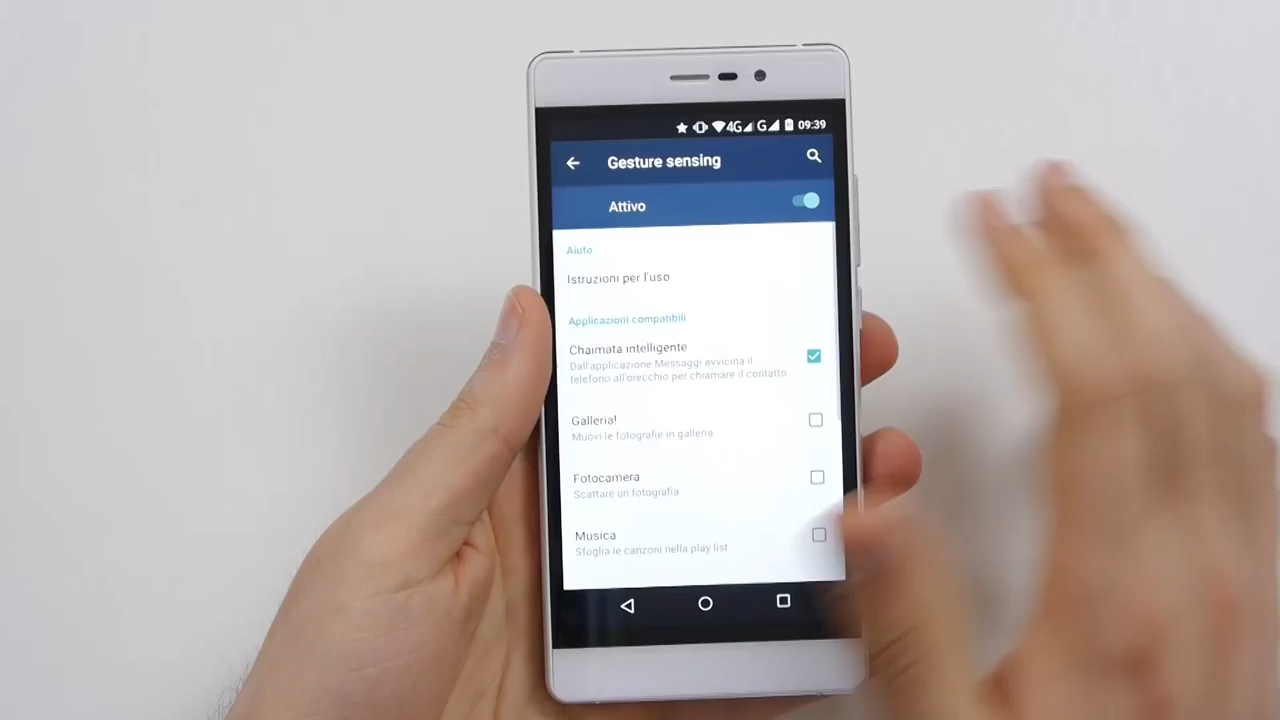 4G G 09:39
Gesture sensing
Attivo
Aiuto
Istruzioni per l'uso
Applicazioni compatibili
Chaimata intelligente
Dall'applicazione Messaggi avvicina il
telefono all'orecchio per chiamare il contatto
Galleria!
Muovi le fotografie in galleria
Fotocamera
Scattare un fotografia
Musica
Sfoglia le canzoni nella play list